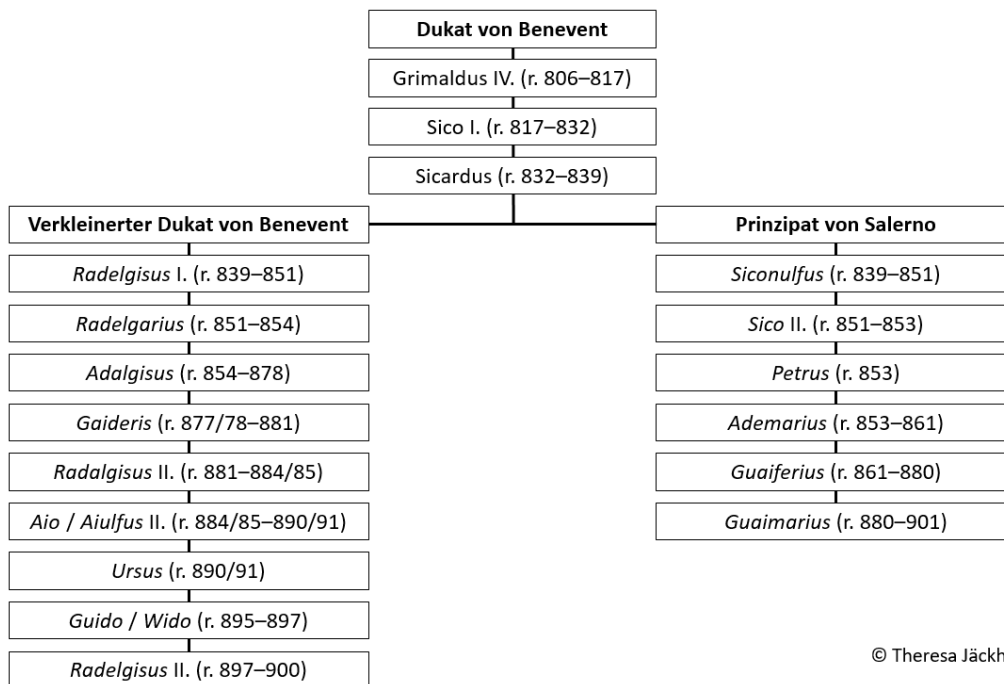 Dukat von Benevent
Grimaldus IV. (r. 806–817)
Sico I. (r. 817–832)
Sicardus (r. 832–839)
Verkleinerter Dukat von Benevent
Radelgisus I. (r. 839–851)
Radelgarius (r. 851–854)
Adalgisus (r. 854–878)
Gaideris (r. 877/78–881)
Radalgisus II. (r. 881–884/85)
Aio / Aiulfus II. (r. 884/85–890/91)
Ursus (r. 890/91)
Guido / Wido (r. 895–897)
Radelgisus II. (r. 897–900)
Prinzipat von Salerno
Siconulfus (r. 839–851)
Sico II. (r. 851–853)
Petrus (r. 853)
Ademarius (r. 853–861)
Guaiferius (r. 861–880)
Guaimarius (r. 880–901)
© Theresa Jäckh